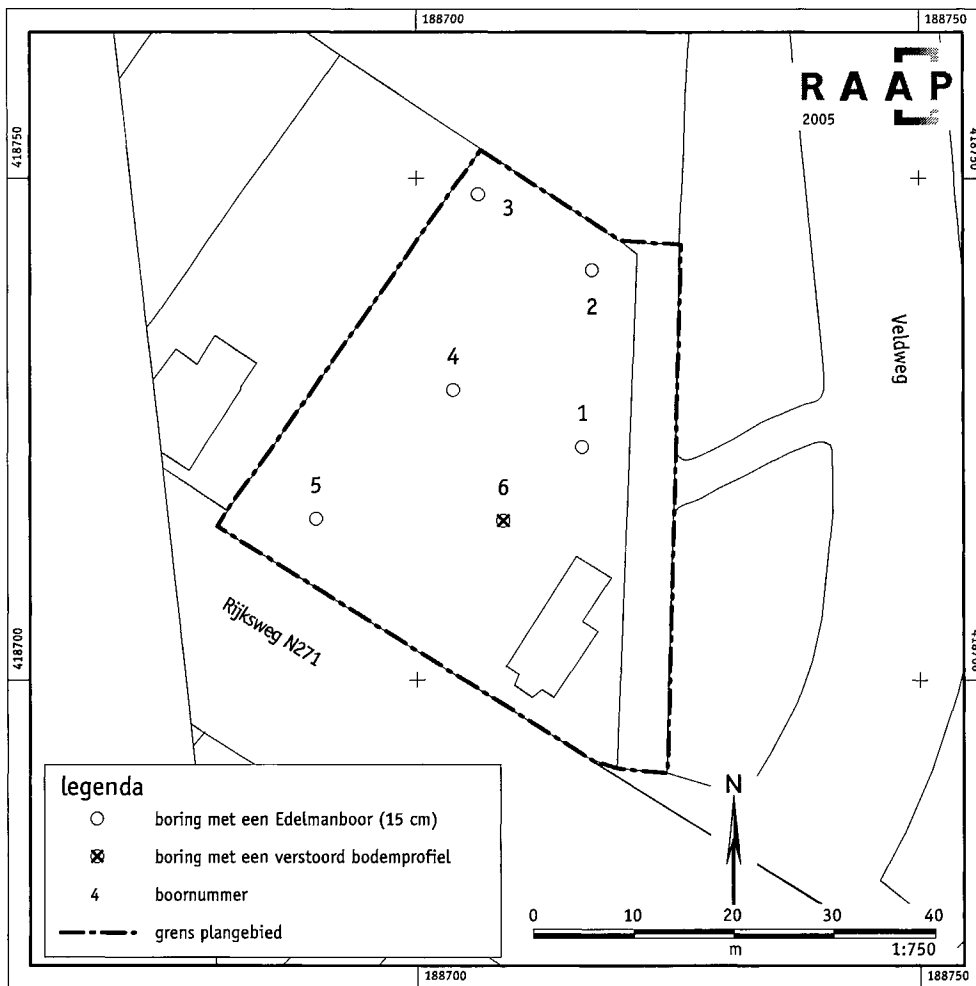 188700
188750
RAAP
2005
418750
418750
3
2
Veldweg
4
1
5
6
Rijksweg N271
418700
418700
legenda
boring met een Edelmanboor (15 cm)
boring met een verstoord bodemprofiel
4 boornummer
grens plangebied
N
0 10 20 30 40
m
1:750
188700
188750